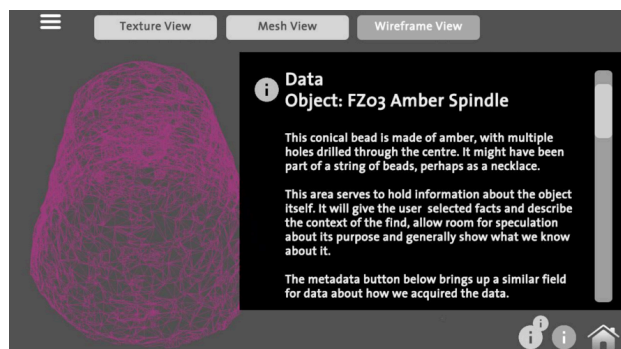 Texture View
Mesh View
Wireframe View
Data
Object: FZ03 Amber Spindle
This conical bead is made of amber, with multiple
holes drilled through the centre. It might have been
part of a string of beads, perhaps as a necklace.
This area serves to hold information about the object
itself. It will give the user selected facts and describe
the context of the find, allow room for speculation
about its purpose and generally show what we know
about it.
The metadata button below brings up a similar field
for data about how we acquired the data.